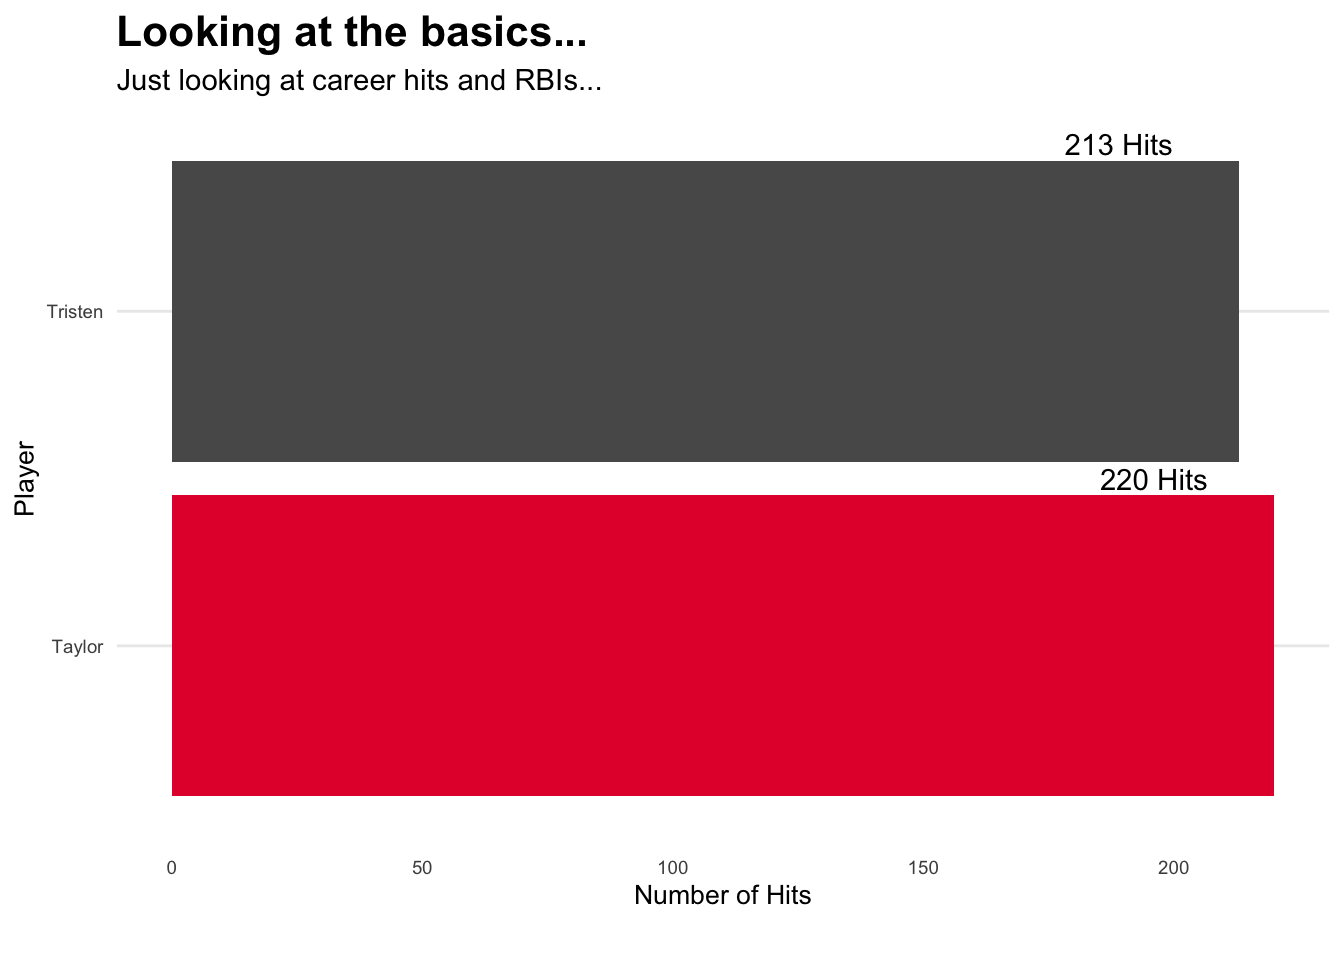 Looking at the basics...
Just looking at career hits and RBIs...
213 Hits
Tristen
Player
220 Hits
Taylor
0 50 100 150 200
Number of Hits